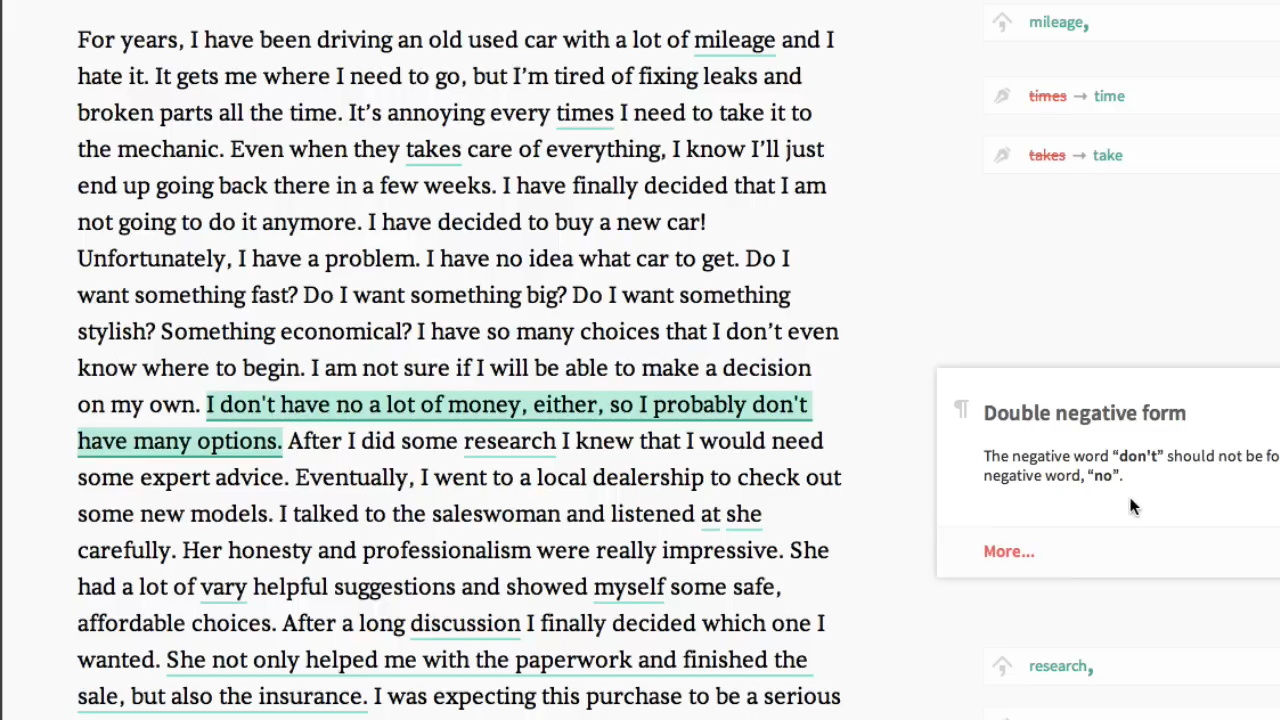 For years, I have been driving an old used car with a lot of mileage and I
hate it. It gets me where I need to go, but I’m tired of fixing leaks and
broken parts all the time. It’s annoying every times I need to take it to
the mechanic. Even when they takes care of everything, I know I’ll just
end up going back there in a few weeks. I have finally decided that I am
not going to do it anymore. I have decided to buy a new car!
Unfortunately, I have a problem. I have no idea what car to get. Do I
want something fast? Do I want something big? Do I want something
stylish? Something economical? I have so many choices that I don’t even
know where to begin. I am not sure if I will be able to make a decision
on my own. I don't have no a lot of money, either, so I probably don't
have many options. After I did some research I knew that I would need
some expert advice. Eventually, I went to a local dealership to check out
some new models. I talked to the saleswoman and listened at she
carefully. Her honesty and professionalism were really impressive. She
had a lot of vary helpful suggestions and showed myself some safe,
affordable choices. After a long discussion I finally decided which one I
wanted. She not only helped me with the paperwork and finished the
sale, but also the insurance. I was expecting this purchase to be a serious
mileage,
times → time
takes → take
Double negative form
The negative word “don't” should not be fo
negative word, “no”.
More...
research,